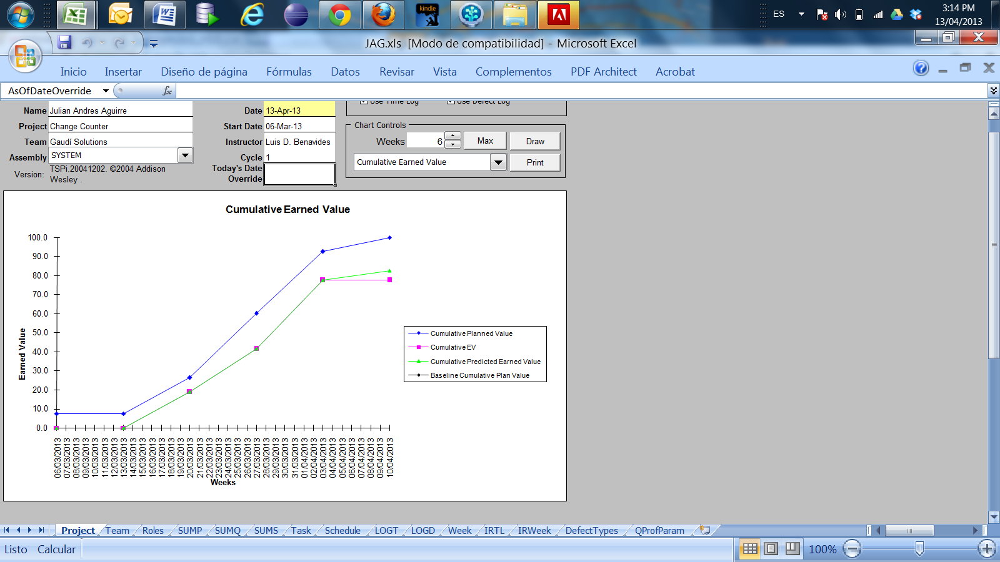 kindle
ES
3:14 PM
13/04/2013
JAG.xls  [Modo de compatibilidad] - Microsoft Excel
Inicio Insertar Diseño de página Fórmulas Datos Revisar Vista Complementos PDF Architect Acrobat
AsOfDateOverride fx
Use Time Log Use Defect Log
Name Julian Andres Aguirre Date 13-Apr-13
Chart Controls
Project Change Counter Start Date 06-Mar-13
Weeks 6 Max Draw
Team Gaudí Solutions Instructor Luis D. Benavides
Assembly SYSTEM Cycle 1
Cumulative Earned Value Print
Version: TSPi.20041202. ©2004 Addison
Wesley .
Today's Date
Override
Cumulative Earned Value
100.0
90.0
80.0
70.0
60.0
50.0
40.0
30.0
20.0
10.0
0.0
Earned Value
Cumulative Planned Value
Cumulative EV
Cumulative Predicted Earned Value
Baseline Cumulative Plan Value
06/03/2013
07/03/2013
08/03/2013
09/03/2013
10/03/2013
11/03/2013
12/03/2013
13/03/2013
14/03/2013
15/03/2013
16/03/2013
17/03/2013
18/03/2013
19/03/2013
20/03/2013
21/03/2013
22/03/2013
23/03/2013
24/03/2013
25/03/2013
26/03/2013
27/03/2013
28/03/2013
29/03/2013
30/03/2013
31/03/2013
01/04/2013
02/04/2013
03/04/2013
04/04/2013
05/04/2013
06/04/2013
07/04/2013
08/04/2013
09/04/2013
10/04/2013
Weeks
Project Team Roles SUMP SUMQ SUMS Task Schedule LOGT LOGD Week IRTL IRWeek DefectTypes QProfParam
Listo Calcular 100%